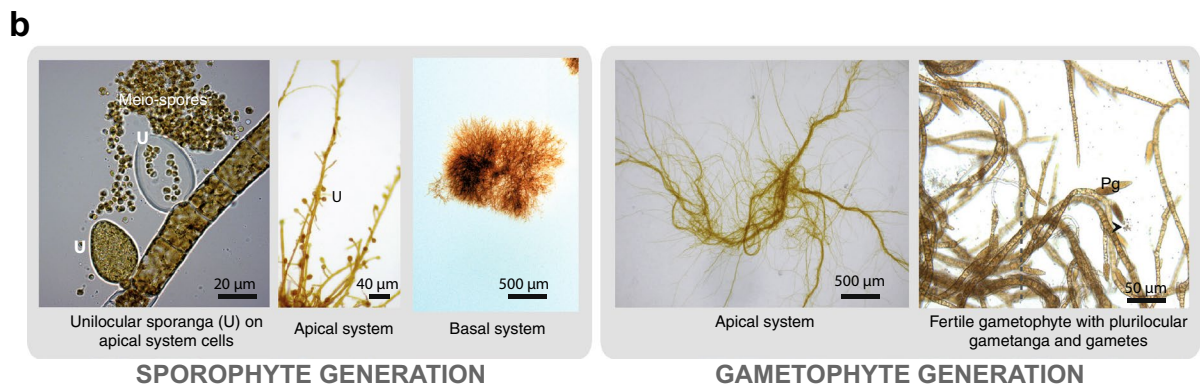 b
Meio-spores
U
U
20 µm
U
40 µm
500 µm
500 µm
Pg
50 µm
Unilocular sporanga (U) on
apical system cells
Apical system
Basal system
Apical system
Fertile gametophyte with plurilocular
gametanga and gametes
SPOROPHYTE GENERATION
GAMETOPHYTE GENERATION